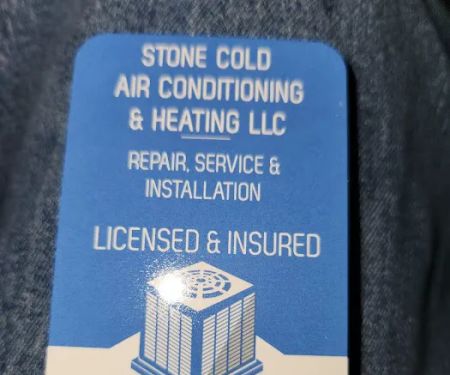 STONE COLD
AIR CONDITIONING
& HEATING LLC
REPAIR, SERVICE &
INSTALLATION
LICENSED & INSURED